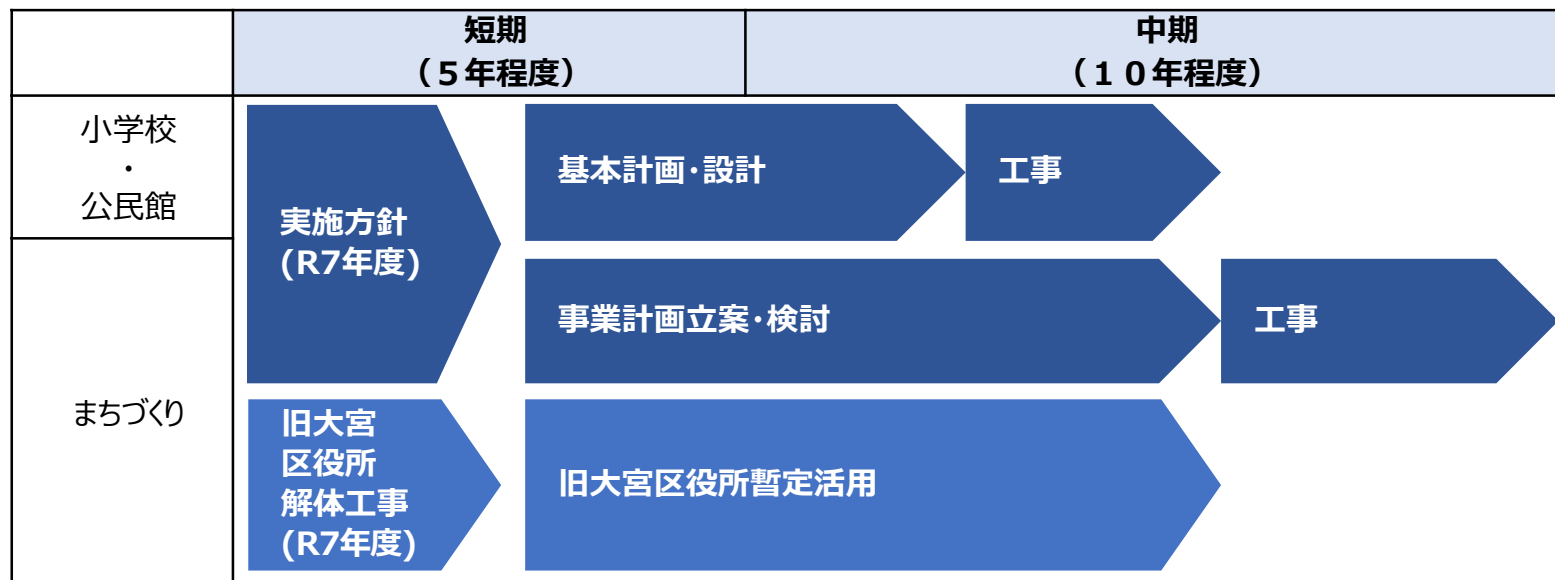 短期
（５年程度）
中期
（１０年程度）
小学校
・
公民館
実施方針
(R7年度)
基本計画・設計
工事
まちづくり
事業計画立案・検討
工事
旧大宮
区役所
解体工事
(R7年度)
旧大宮区役所暫定活用